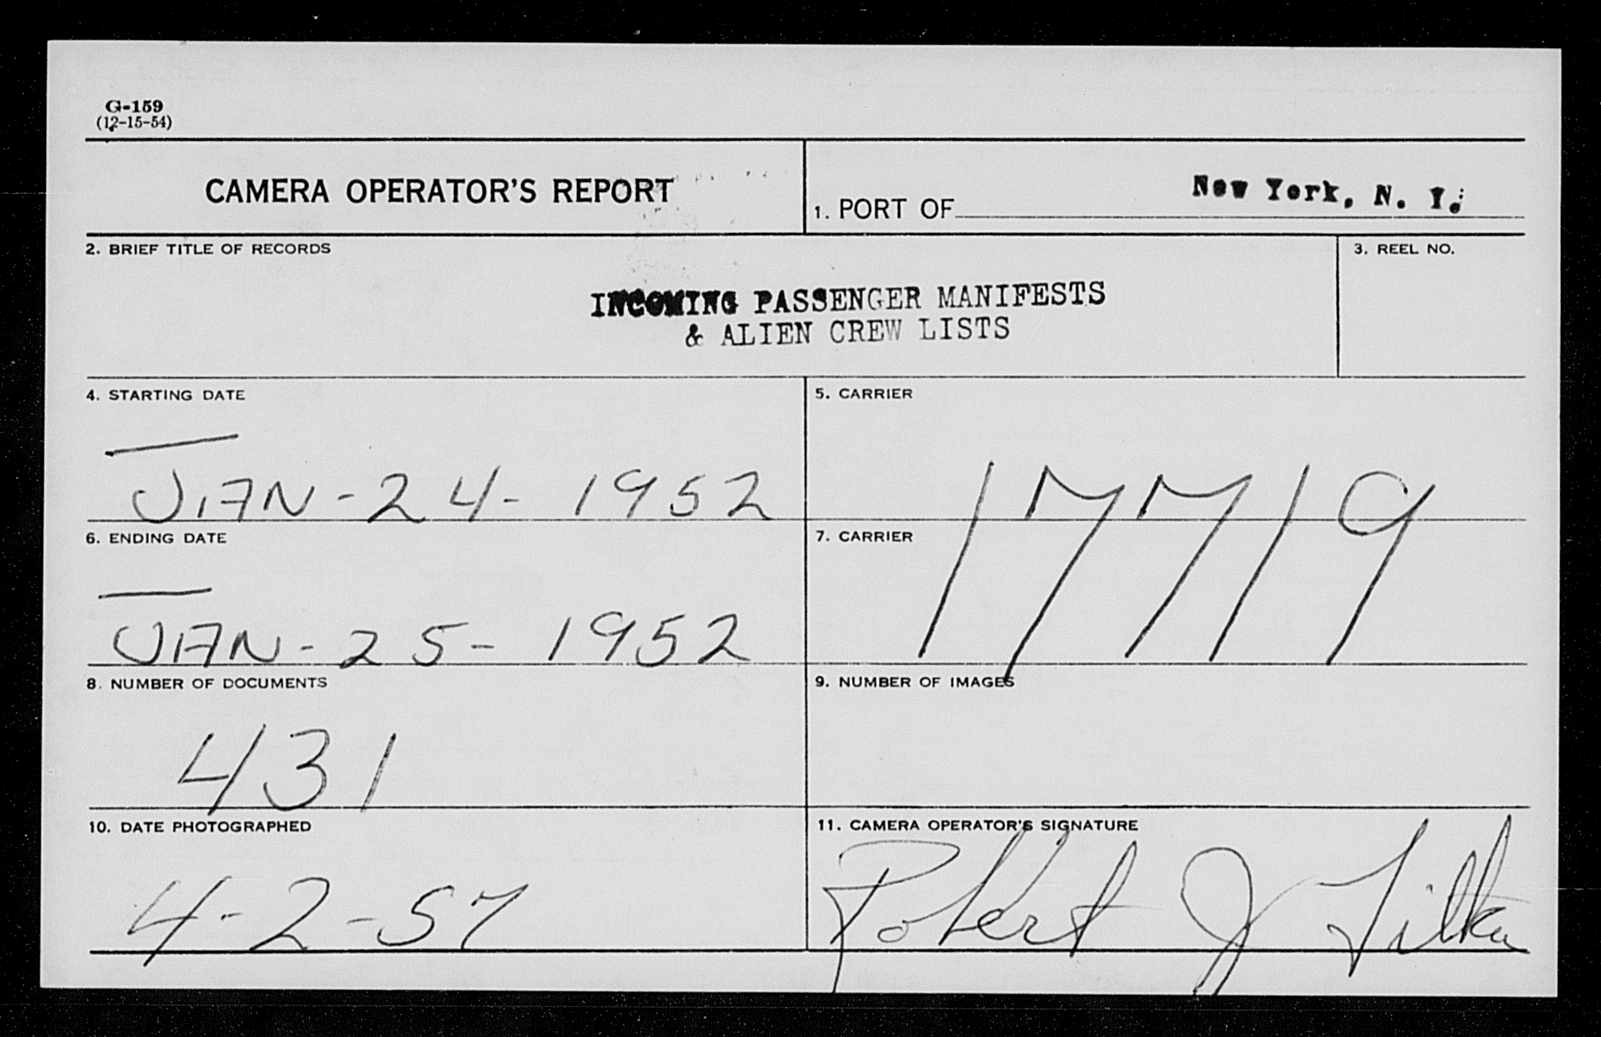 G-159
(12-15-54)
CAMERA OPERATOR'S REPORT
1. PORT OF New York, N. Y.
2. BRIEF TITLE OF RECORDS
INCOMING PASSENGER MANIFESTS
& ALIEN CREW LISTS
3. REEL NO.
4. STARTING DATE
JAN-24-1952
5. CARRIER
17719
6. ENDING DATE
JAN-25-1952
7. CARRIER
8. NUMBER OF DOCUMENTS
431
9. NUMBER OF IMAGES
10. DATE PHOTOGRAPHED
4-2-57
11. CAMERA OPERATOR'S SIGNATURE
Robert J